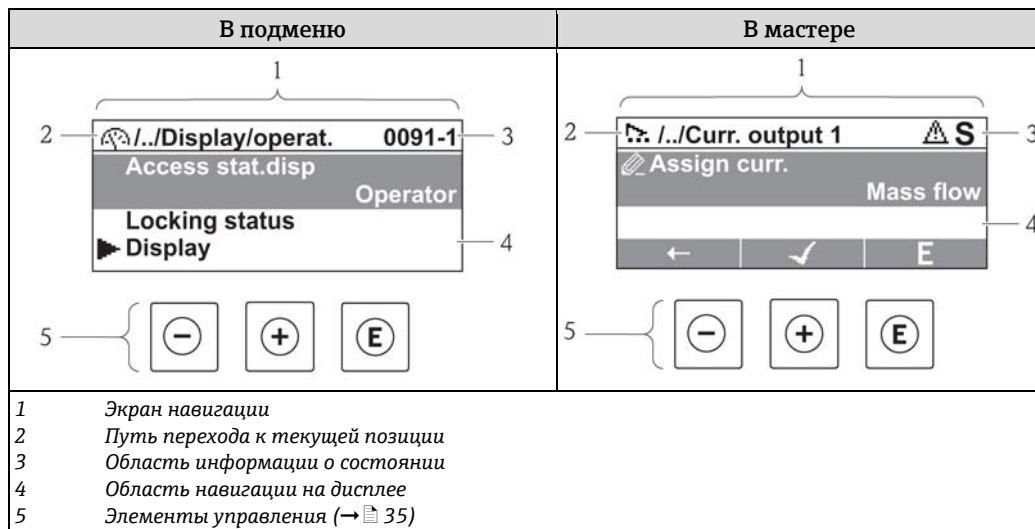 В подменю
В мастере
1
1
2
/../Display/operat. 0091-1
3
Access stat.disp
Operator
Locking status
Display
4
5
- + E
2
/../Curr. output 1 S
3
Assign curr.
Mass flow
4
← ✓ E
5
- + E
1 Экран навигации
2 Путь перехода к текущей позиции
3 Область информации о состоянии
4 Область навигации на дисплее
5 Элементы управления (→ 35)